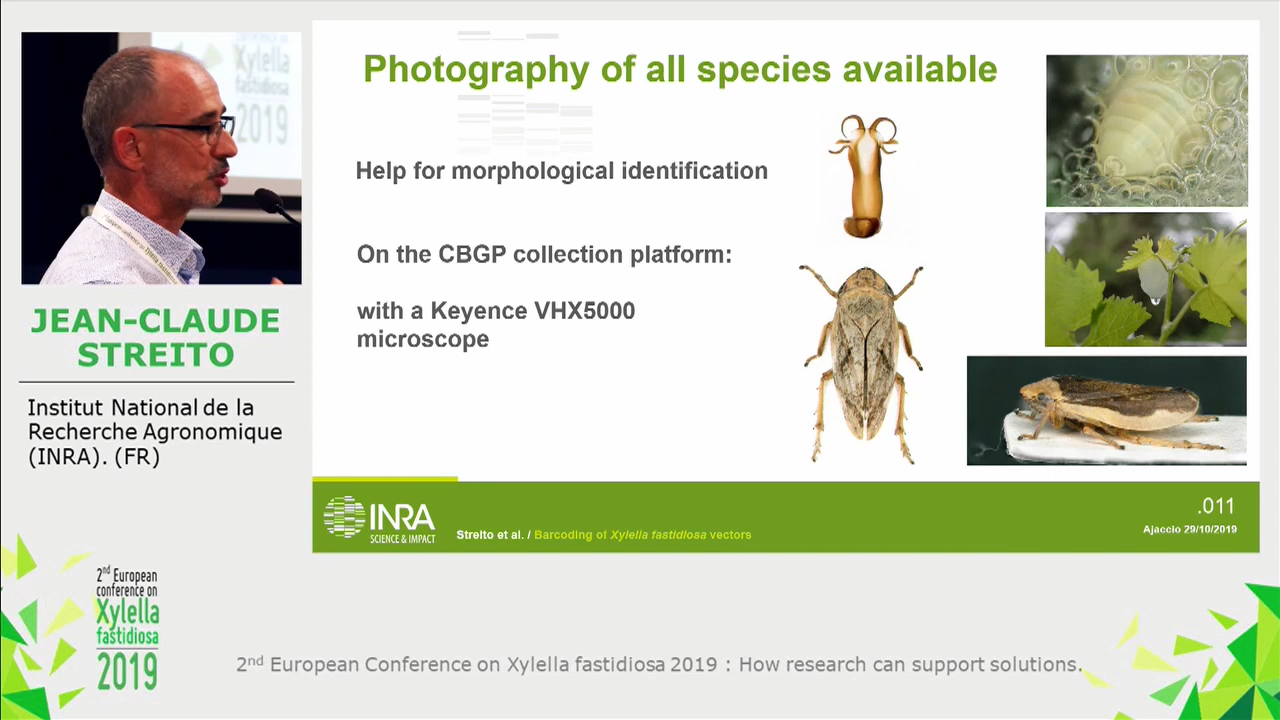 Xylella
fastidiosa
2019
JEAN-CLAUDE
STREITO
Institut National de la
Recherche Agronomique
(INRA). (FR)
Photography of all species available
Help for morphological identification
On the CBGP collection platform:
with a Keyence VHX5000
microscope
INRA
SCIENCE & IMPACT
Streito et al. / Barcoding of Xylella fastidiosa vectors
.011
Ajaccio 29/10/2019
2nd European
conference on
Xylella
fastidiosa
2019
2nd European Conference on Xylella fastidiosa 2019 : How research can support solutions.